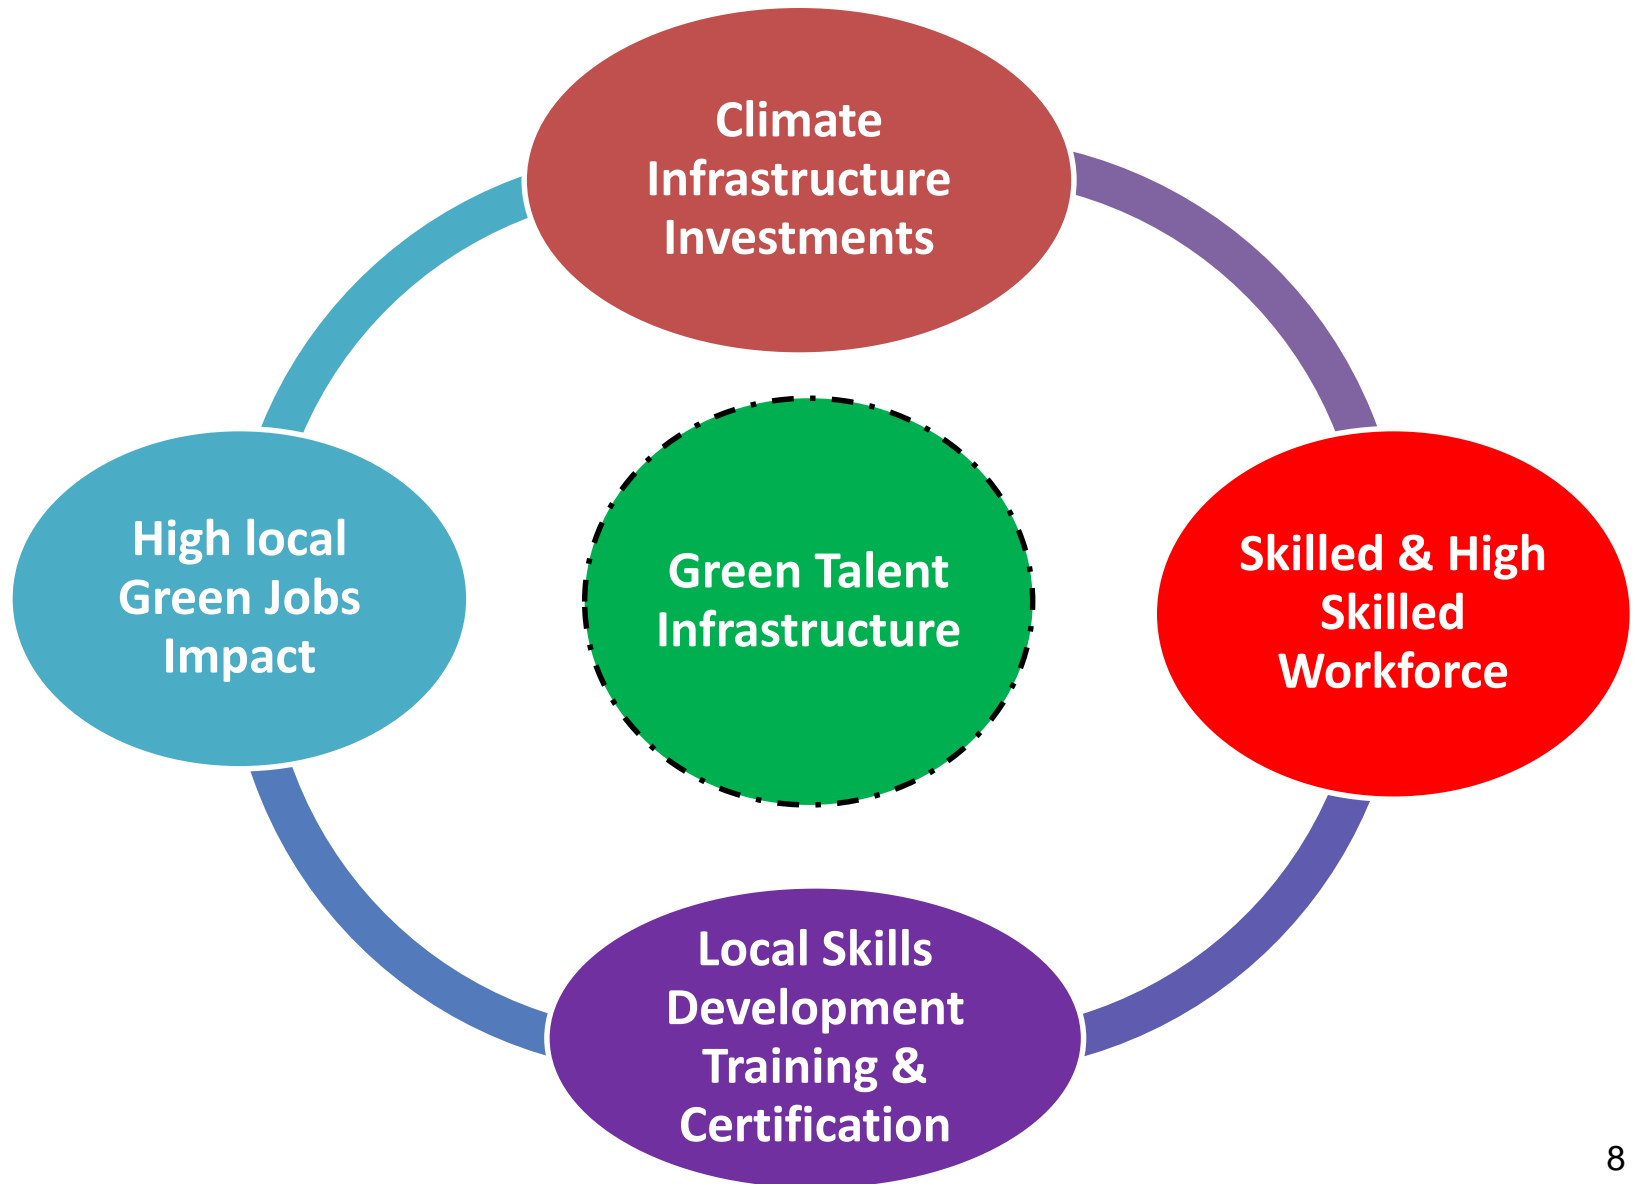 Climate
Infrastructure
Investments
High local
Green Jobs
Impact
Green Talent
Infrastructure
Skilled & High
Skilled
Workforce
Local Skills
Development
Training &
Certification
8